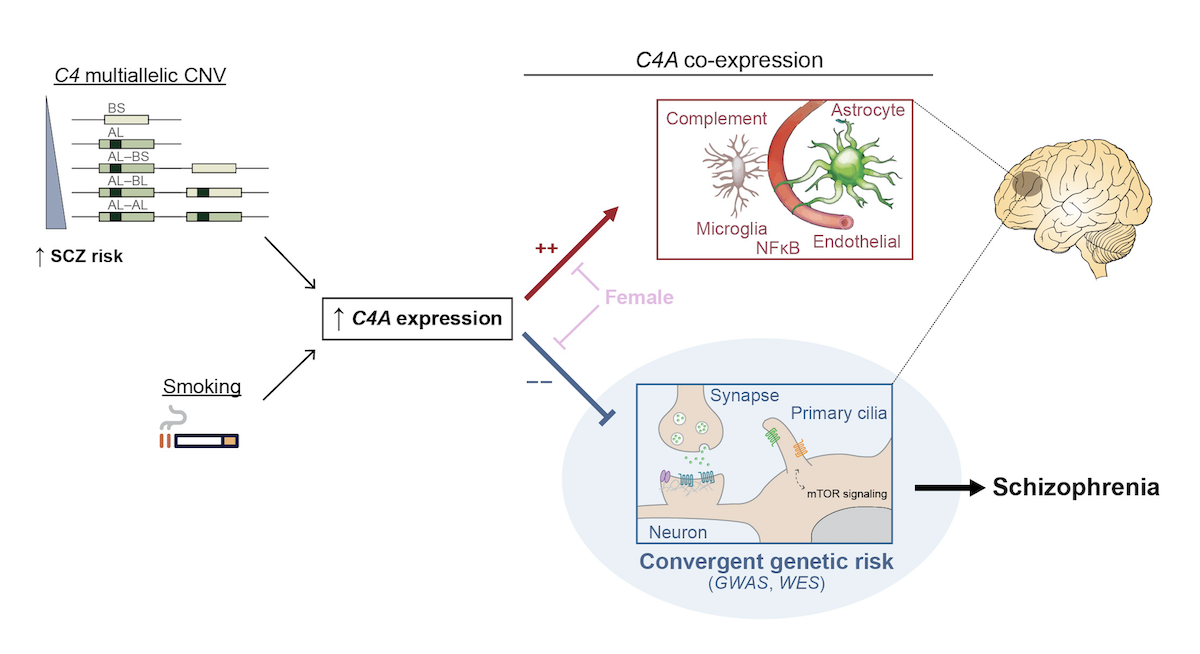 C4 multiallelic CNV
BS
AL
AL–BS
AL–BL
AL–AL
↑ SCZ risk
Smoking
↑ C4A expression
++
Female
––
C4A co-expression
Complement
Astrocyte
Microglia
NFκB
Endothelial
Synapse
Primary cilia
mTOR signaling
Neuron
Convergent genetic risk
(GWAS, WES)
Schizophrenia